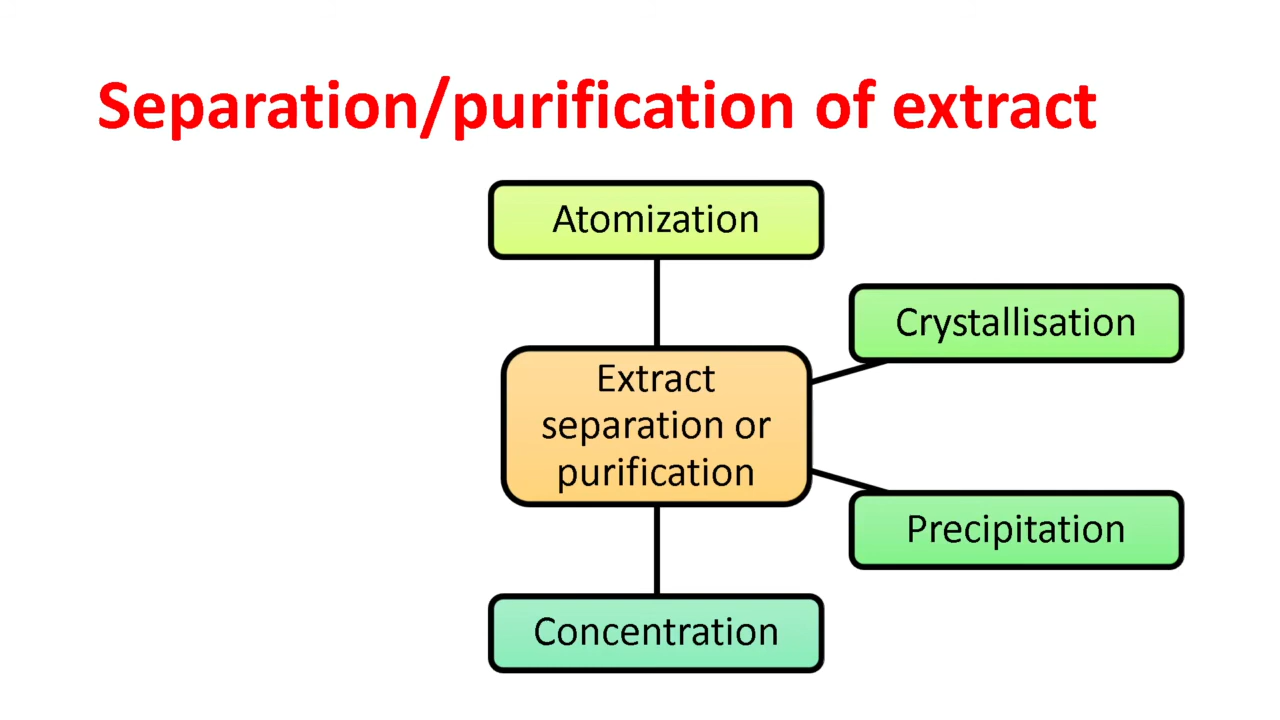 Separation/purification of extract
Atomization
Crystallisation
Extract
separation or
purification
Precipitation
Concentration